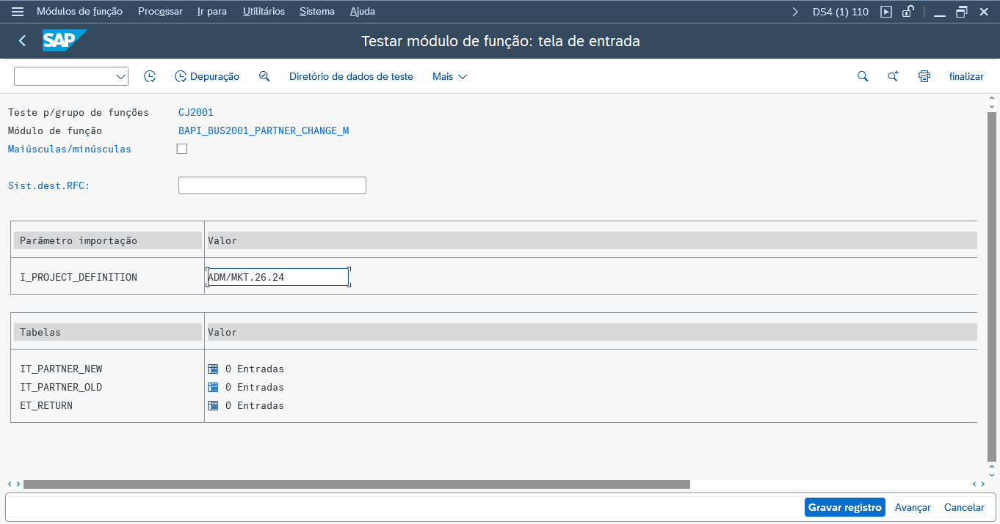 Módulos de função Processar Ir para Utilitários Sistema Ajuda DS4 (1) 110
SAP Testar módulo de função: tela de entrada
Depuração Diretório de dados de teste Mais finalizar
Teste p/grupo de funções CJ2001
Módulo de função BAPI_BUS2001_PARTNER_CHANGE_M
Maiúsculas/minúsculas
Sist.dest.RFC:
Parâmetro importação Valor
I_PROJECT_DEFINITION ADM/MKT.26.24
Tabelas Valor
IT_PARTNER_NEW 0 Entradas
IT_PARTNER_OLD 0 Entradas
ET_RETURN 0 Entradas
Gravar registro Avançar Cancelar